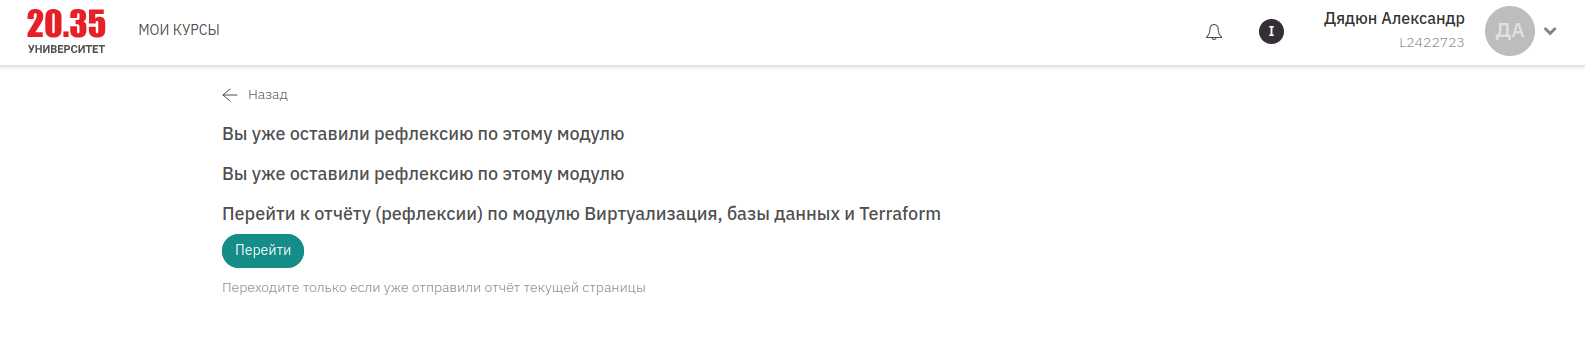 20.35
УНИВЕРСИТЕТ
МОИ КУРСЫ
I
Дядюн Александр
L2422723
ДА
Назад
Вы уже оставили рефлексию по этому модулю
Вы уже оставили рефлексию по этому модулю
Перейти к отчёту (рефлексии) по модулю Виртуализация, базы данных и Terraform
Перейти
Переходите только если уже отправили отчёт текущей страницы